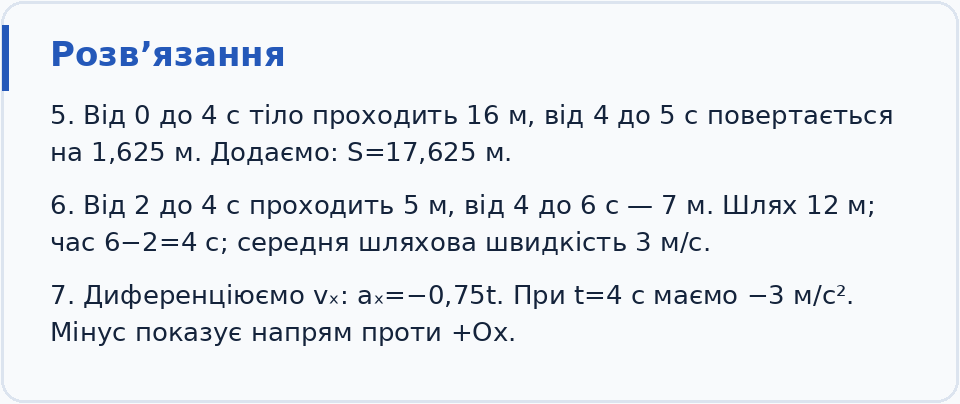 Розв’язання
5. Від 0 до 4 с тіло проходить 16 м, від 4 до 5 с повертається
на 1,625 м. Додаємо: S=17,625 м.
6. Від 2 до 4 с проходить 5 м, від 4 до 6 с — 7 м. Шлях 12 м;
час 6−2=4 с; середня шляхова швидкість 3 м/с.
7. Диференціюємо vₓ: aₓ=−0,75t. При t=4 с маємо −3 м/с².
Мінус показує напрям проти +Ox.